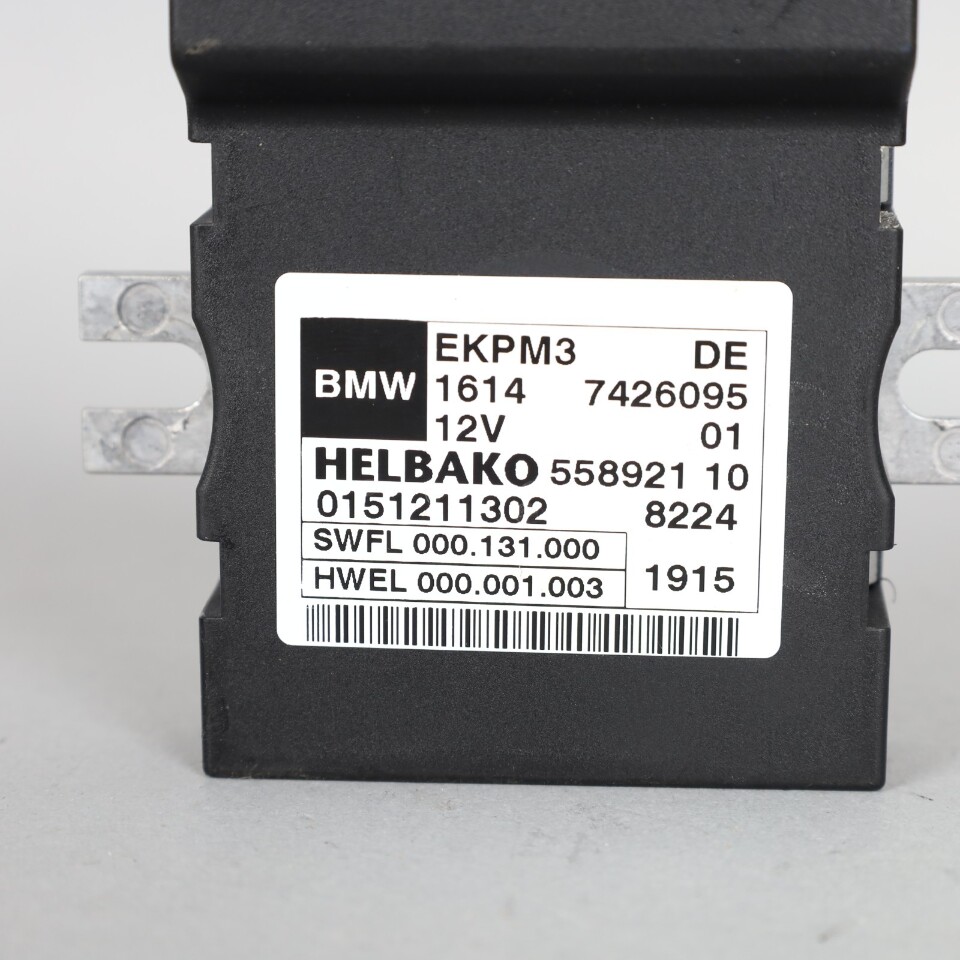 BMW
EKPM3 DE
1614 7426095
12V 01
HELBAKO 558921 10
0151211302 8224
SWFL 000.131.000
HWEL 000.001.003
1915